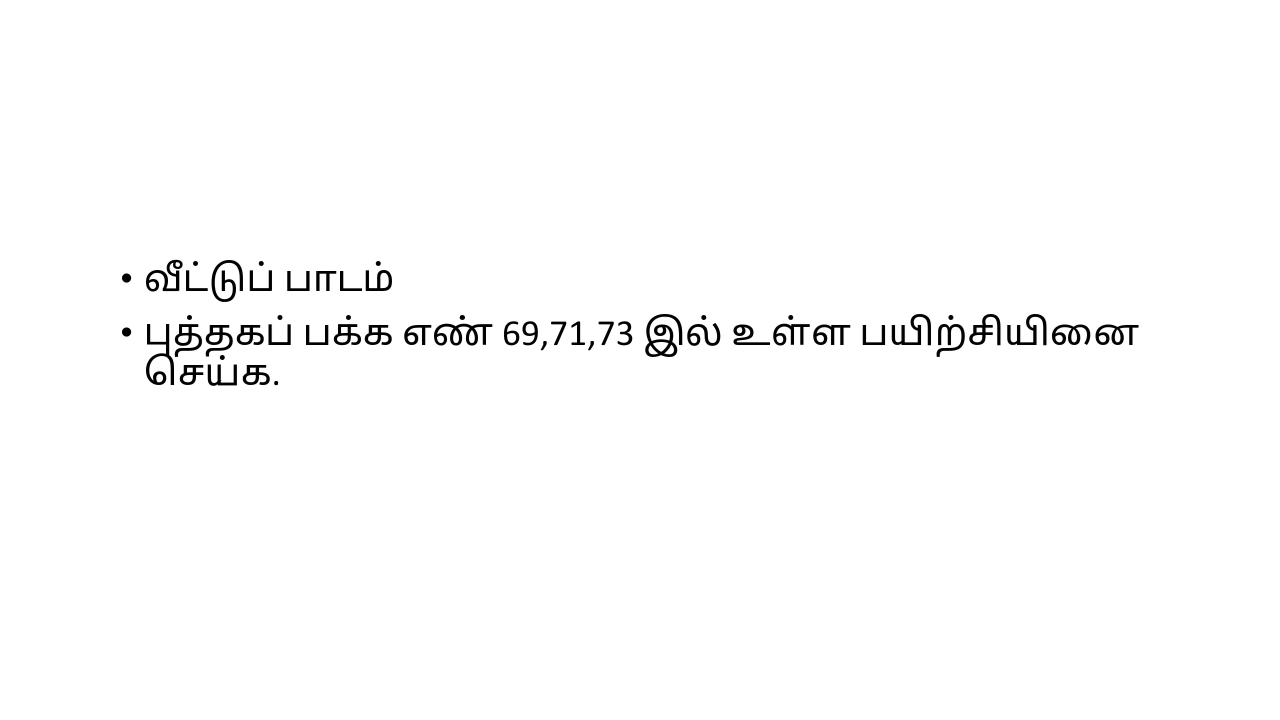 • வீட்டுப் பாடம்
• புத்தகப் பக்க எண் 69,71,73 இல் உள்ள பயிற்சியினை
செய்க.